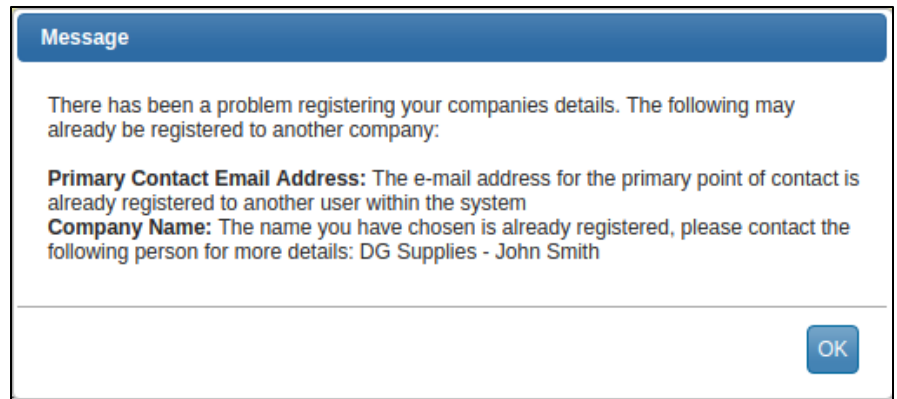 Message
There has been a problem registering your companies details. The following may
already be registered to another company:
Primary Contact Email Address: The e-mail address for the primary point of contact is
already registered to another user within the system
Company Name: The name you have chosen is already registered, please contact the
following person for more details: DG Supplies - John Smith
OK